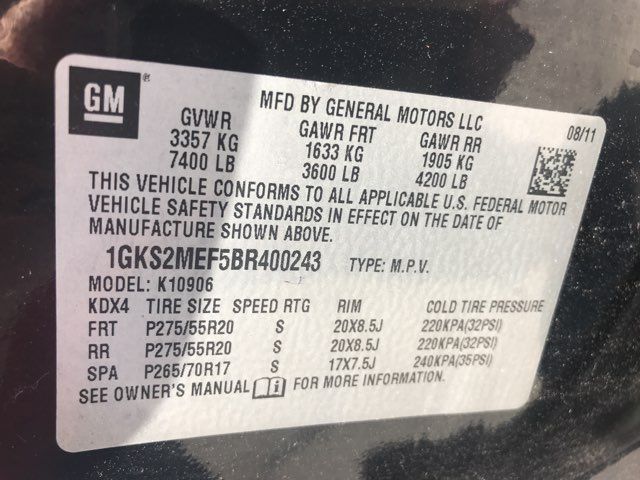 GM ®
MFD BY GENERAL MOTORS LLC
08/11
GVWR GAWR FRT GAWR RR
3357 KG 1633 KG 1905 KG
7400 LB 3600 LB 4200 LB
THIS VEHICLE CONFORMS TO ALL APPLICABLE U.S. FEDERAL MOTOR
VEHICLE SAFETY STANDARDS IN EFFECT ON THE DATE OF
MANUFACTURE SHOWN ABOVE.
1GKS2MEF5BR400243 TYPE: M.P.V.
MODEL: K10906
KDX4 TIRE SIZE SPEED RTG RIM COLD TIRE PRESSURE
FRT P275/55R20 S 20X8.5J 220KPA(32PSI)
RR P275/55R20 S 20X8.5J 220KPA(32PSI)
SPA P265/70R17 S 17X7.5J 240KPA(35PSI)
SEE OWNER'S MANUAL i FOR MORE INFORMATION.